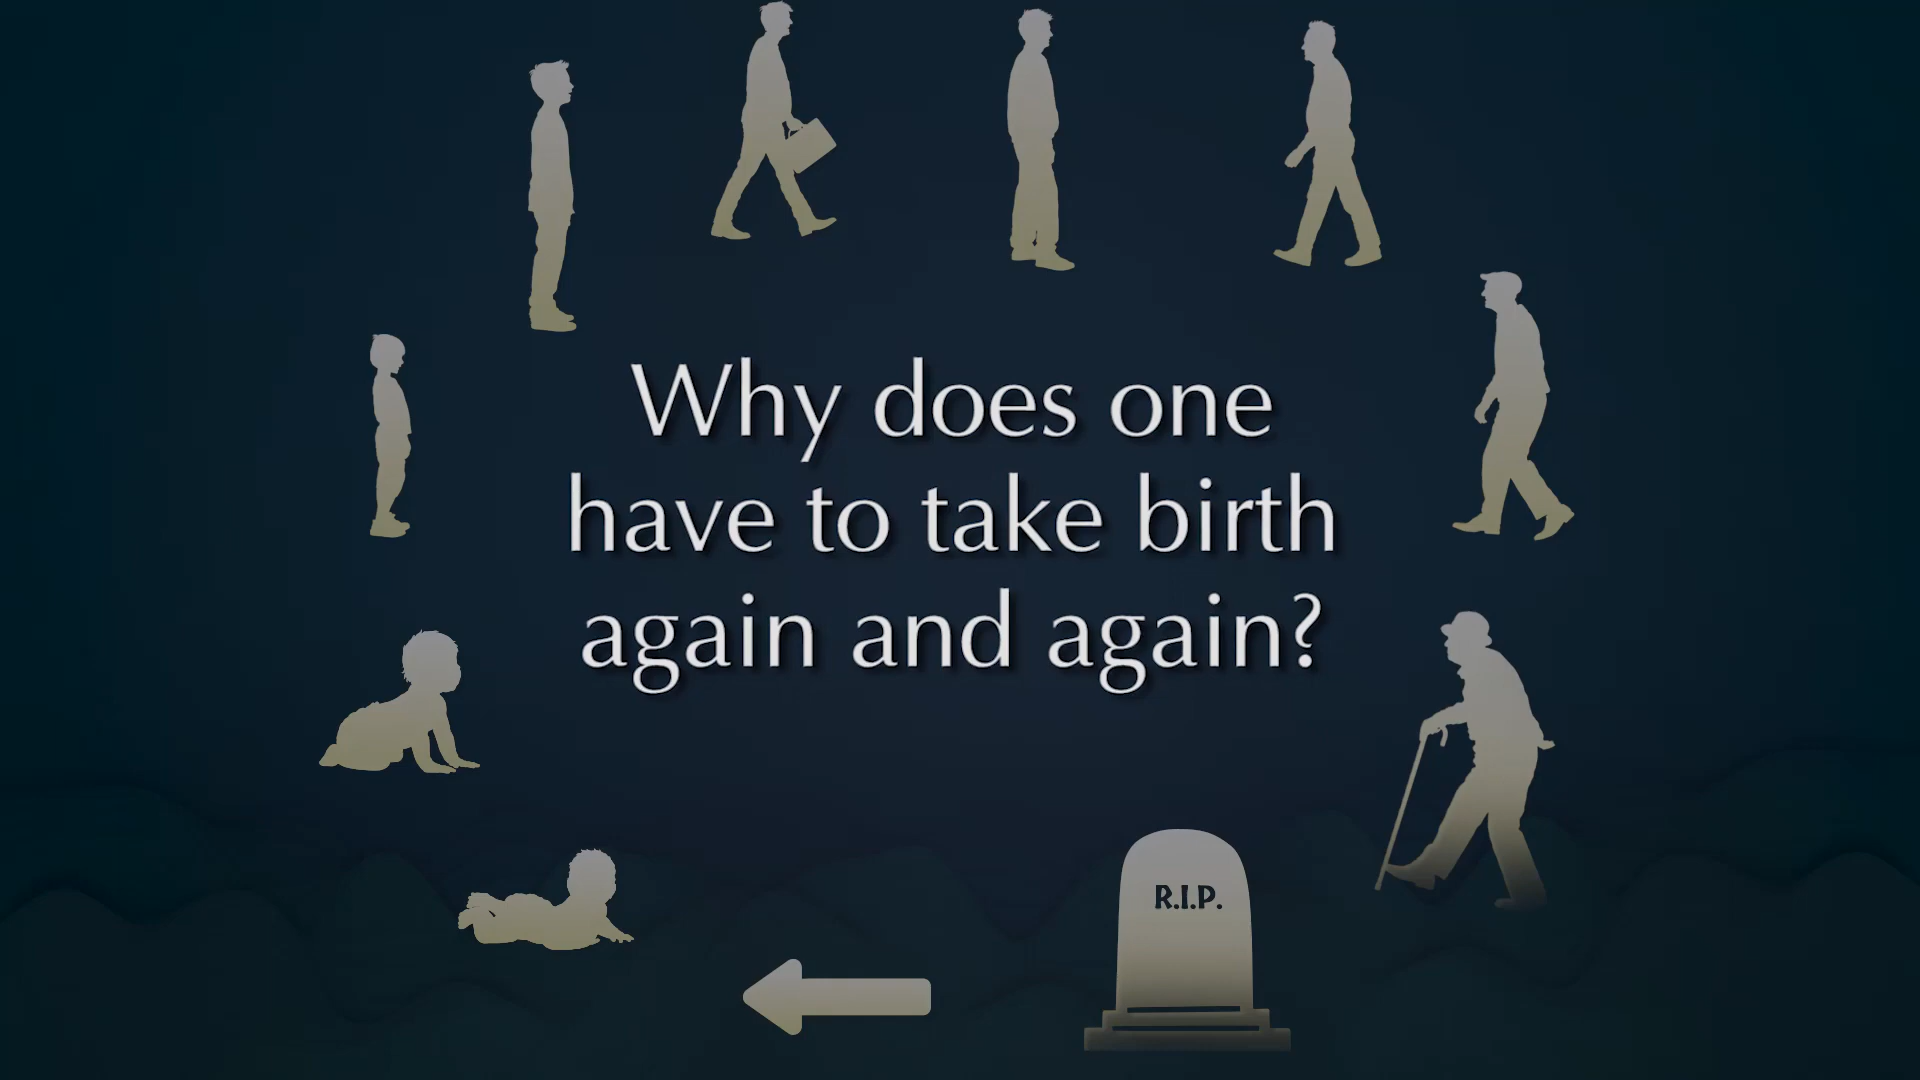 Why does one
have to take birth
again and again?
R.I.P.